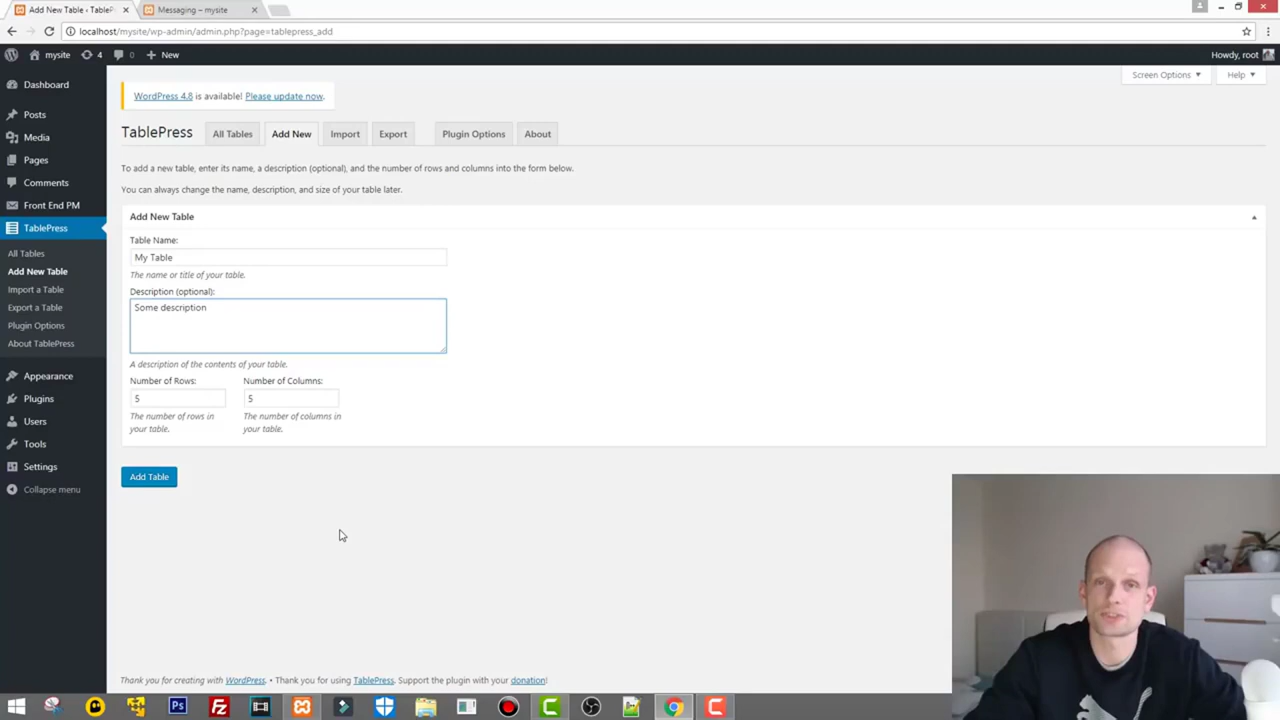 Add New Table ‹ TableP
Messaging – mysite
localhost/mysite/wp-admin/admin.php?page=tablepress_add
mysite
4
0
New
Howdy, root
Screen Options
Help
Dashboard
Posts
Media
Pages
Comments
Front End PM
TablePress
All Tables
Add New Table
Import a Table
Export a Table
Plugin Options
About TablePress
Appearance
Plugins
Users
Tools
Settings
Collapse menu
WordPress 4.8 is available! Please update now.
TablePress
All Tables
Add New
Import
Export
Plugin Options
About
To add a new table, enter its name, a description (optional), and the number of rows and columns into the form below.
You can always change the name, description, and size of your table later.
Add New Table
Table Name:
My Table
The name or title of your table.
Description (optional):
Some description
A description of the contents of your table.
Number of Rows:
Number of Columns:
5
5
The number of rows in
your table.
The number of columns in
your table.
Add Table
Thank you for creating with WordPress. • Thank you for using TablePress. Support the plugin with your donation!
Ps
Fz